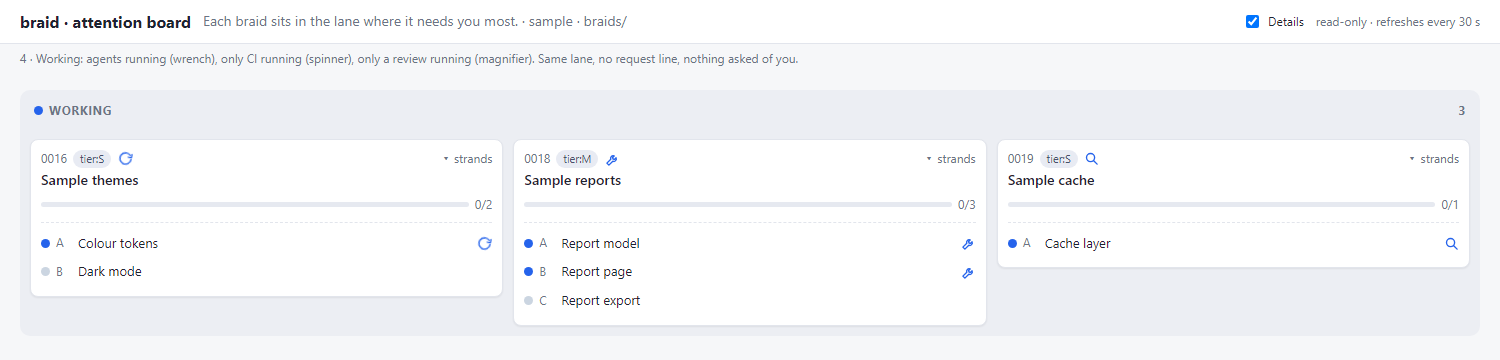 braid · attention board Each braid sits in the lane where it needs you most. · sample · braids/ Details read-only · refreshes every 30 s
4 · Working: agents running (wrench), only CI running (spinner), only a review running (magnifier). Same lane, no request line, nothing asked of you.
WORKING 3
0016 tier:S strands
Sample themes
0/2
A Colour tokens
B Dark mode
0018 tier:M strands
Sample reports
0/3
A Report model
B Report page
C Report export
0019 tier:S strands
Sample cache
0/1
A Cache layer